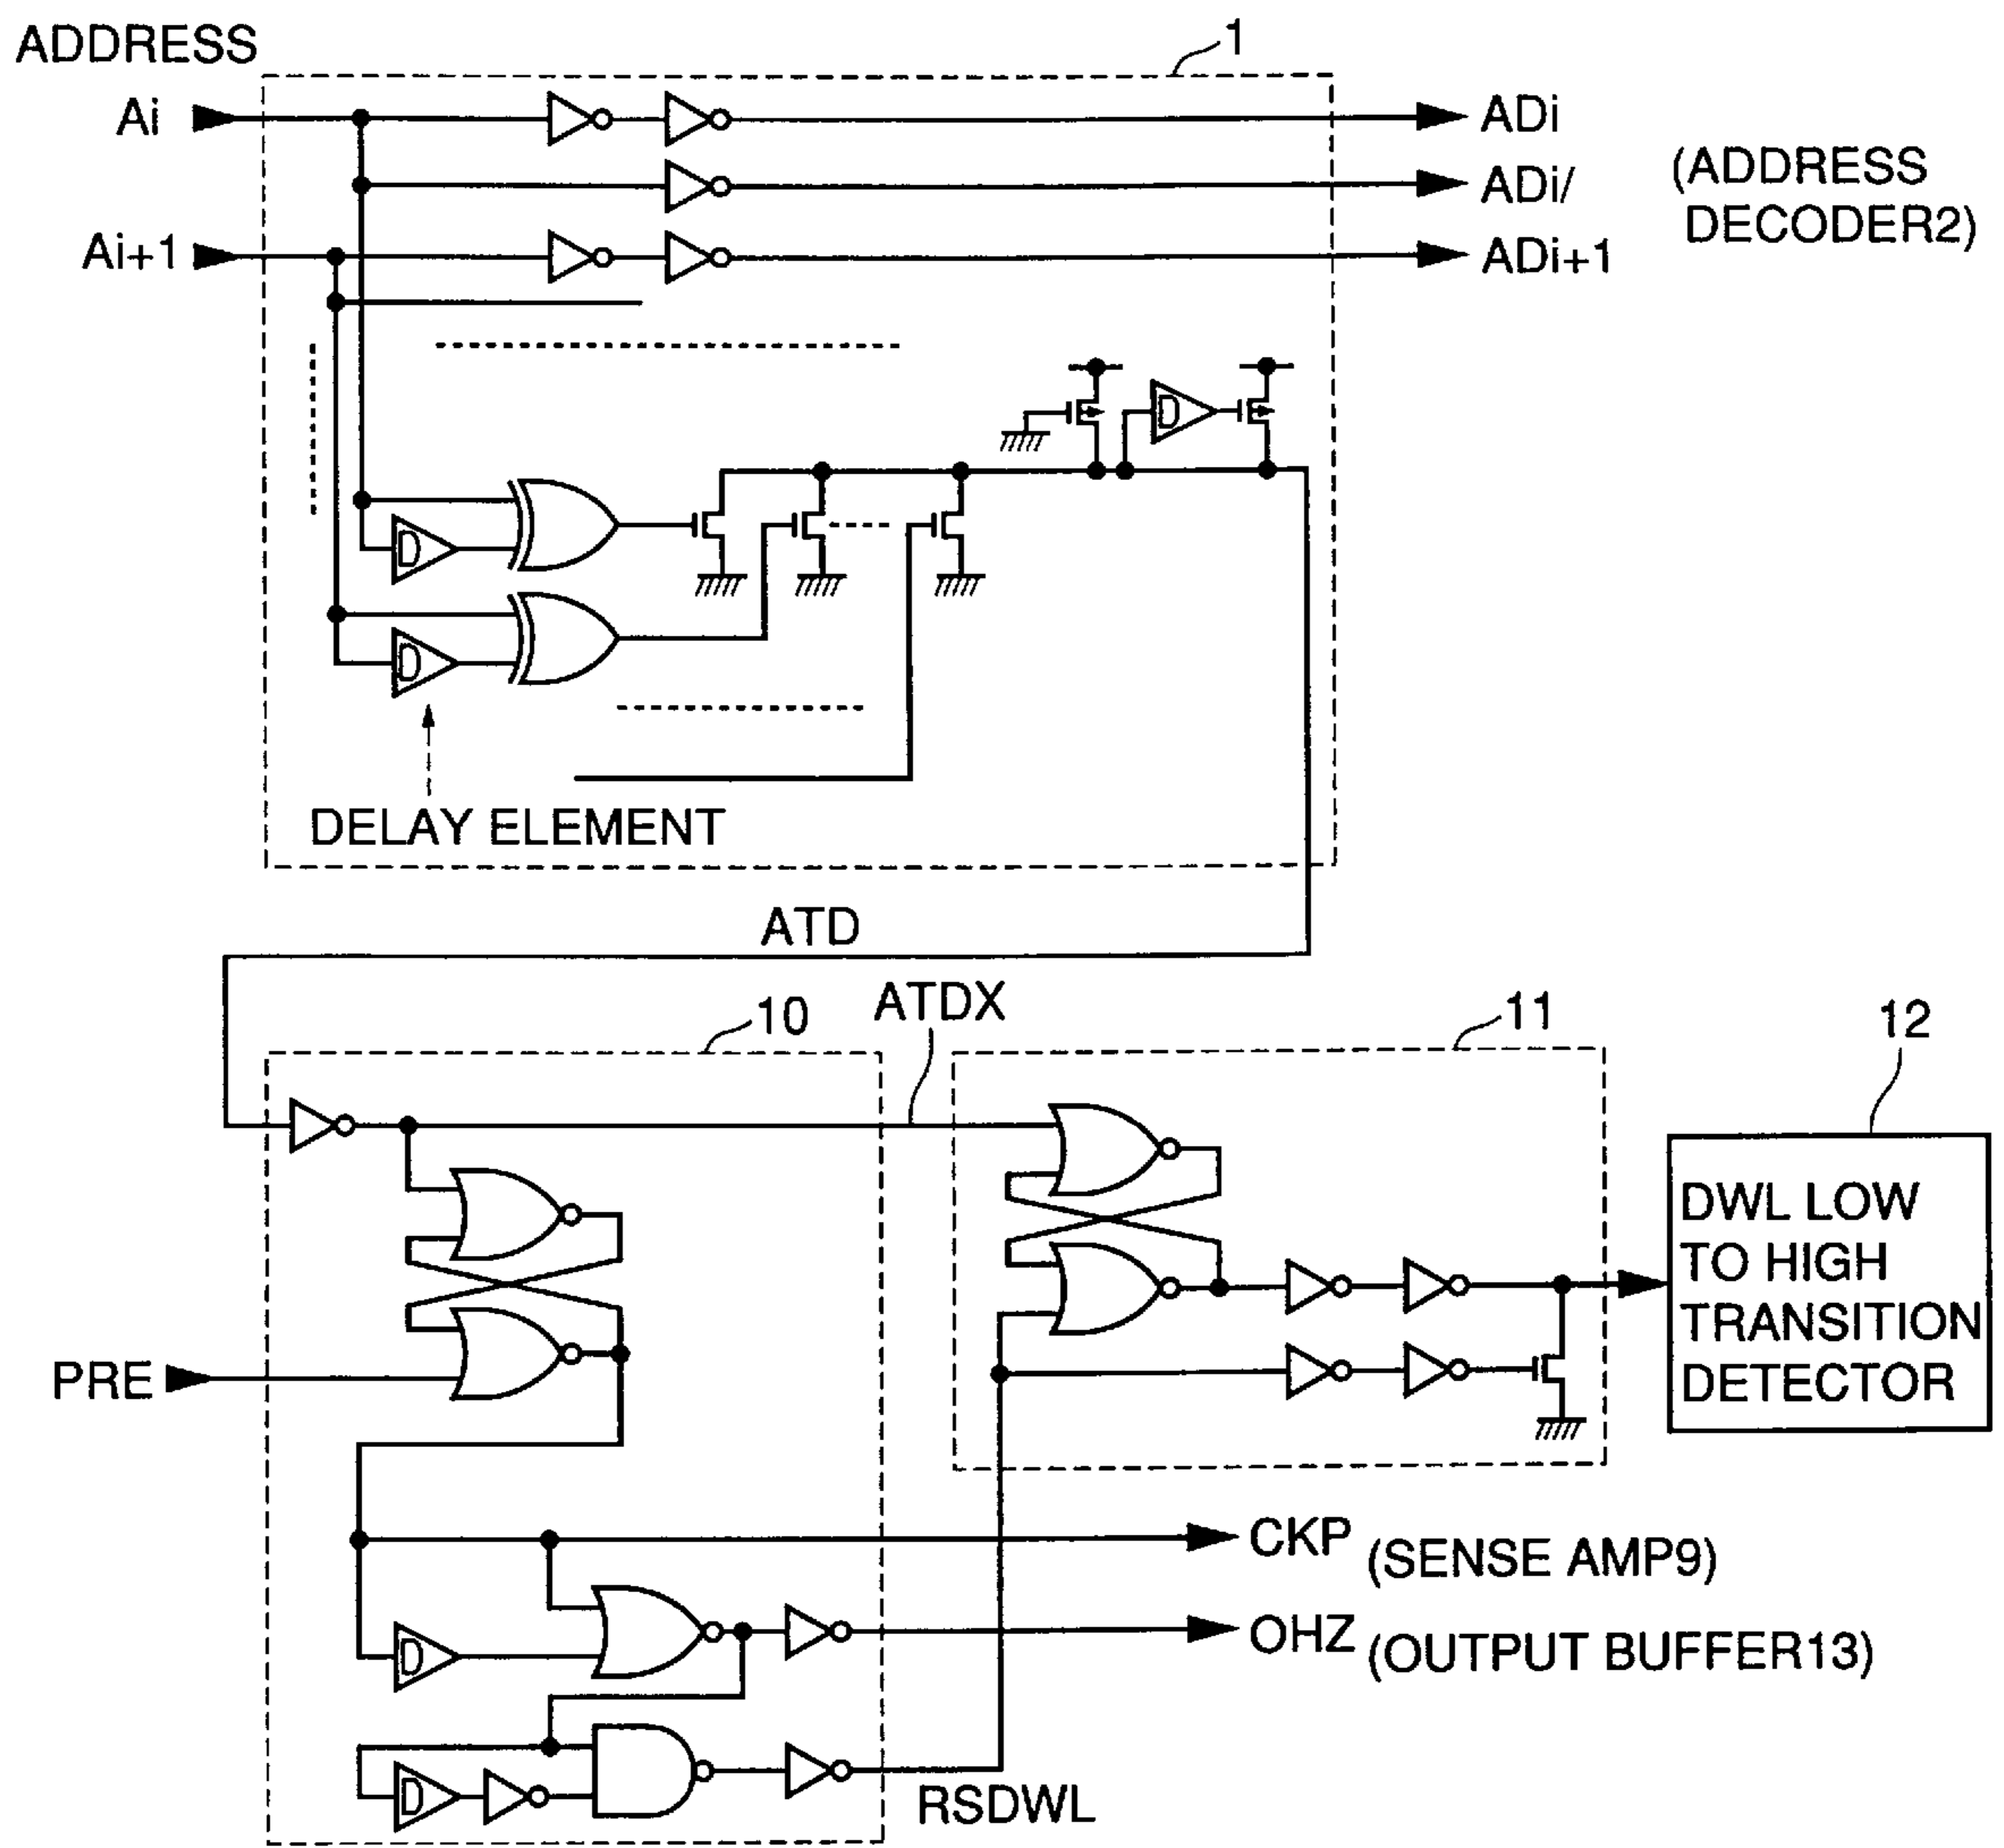 ADDRESS
1
Ai
ADi
ADi/
(ADDRESS
DECODER2)
Ai+1
ADi+1
D
D
D
DELAY ELEMENT
ATD
ATDX
10
11
12
DWL LOW
TO HIGH
TRANSITION
DETECTOR
PRE
CKP (SENSE AMP9)
OHZ (OUTPUT BUFFER13)
D
D
RSDWL